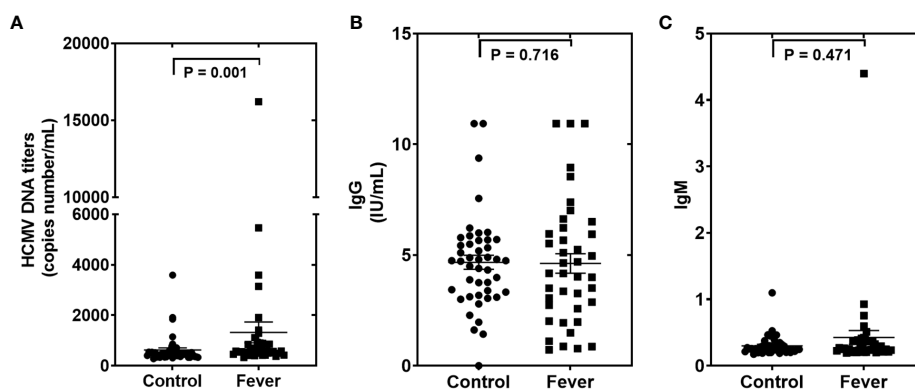 A
HCMV DNA titers
(copies number/mL)
20000
15000
10000
6000
4000
2000
0
P = 0.001
Control
Fever
B
IgG
(IU/mL)
15
10
5
0
P = 0.716
Control
Fever
C
IgM
5
4
3
2
1
0
P = 0.471
Control
Fever